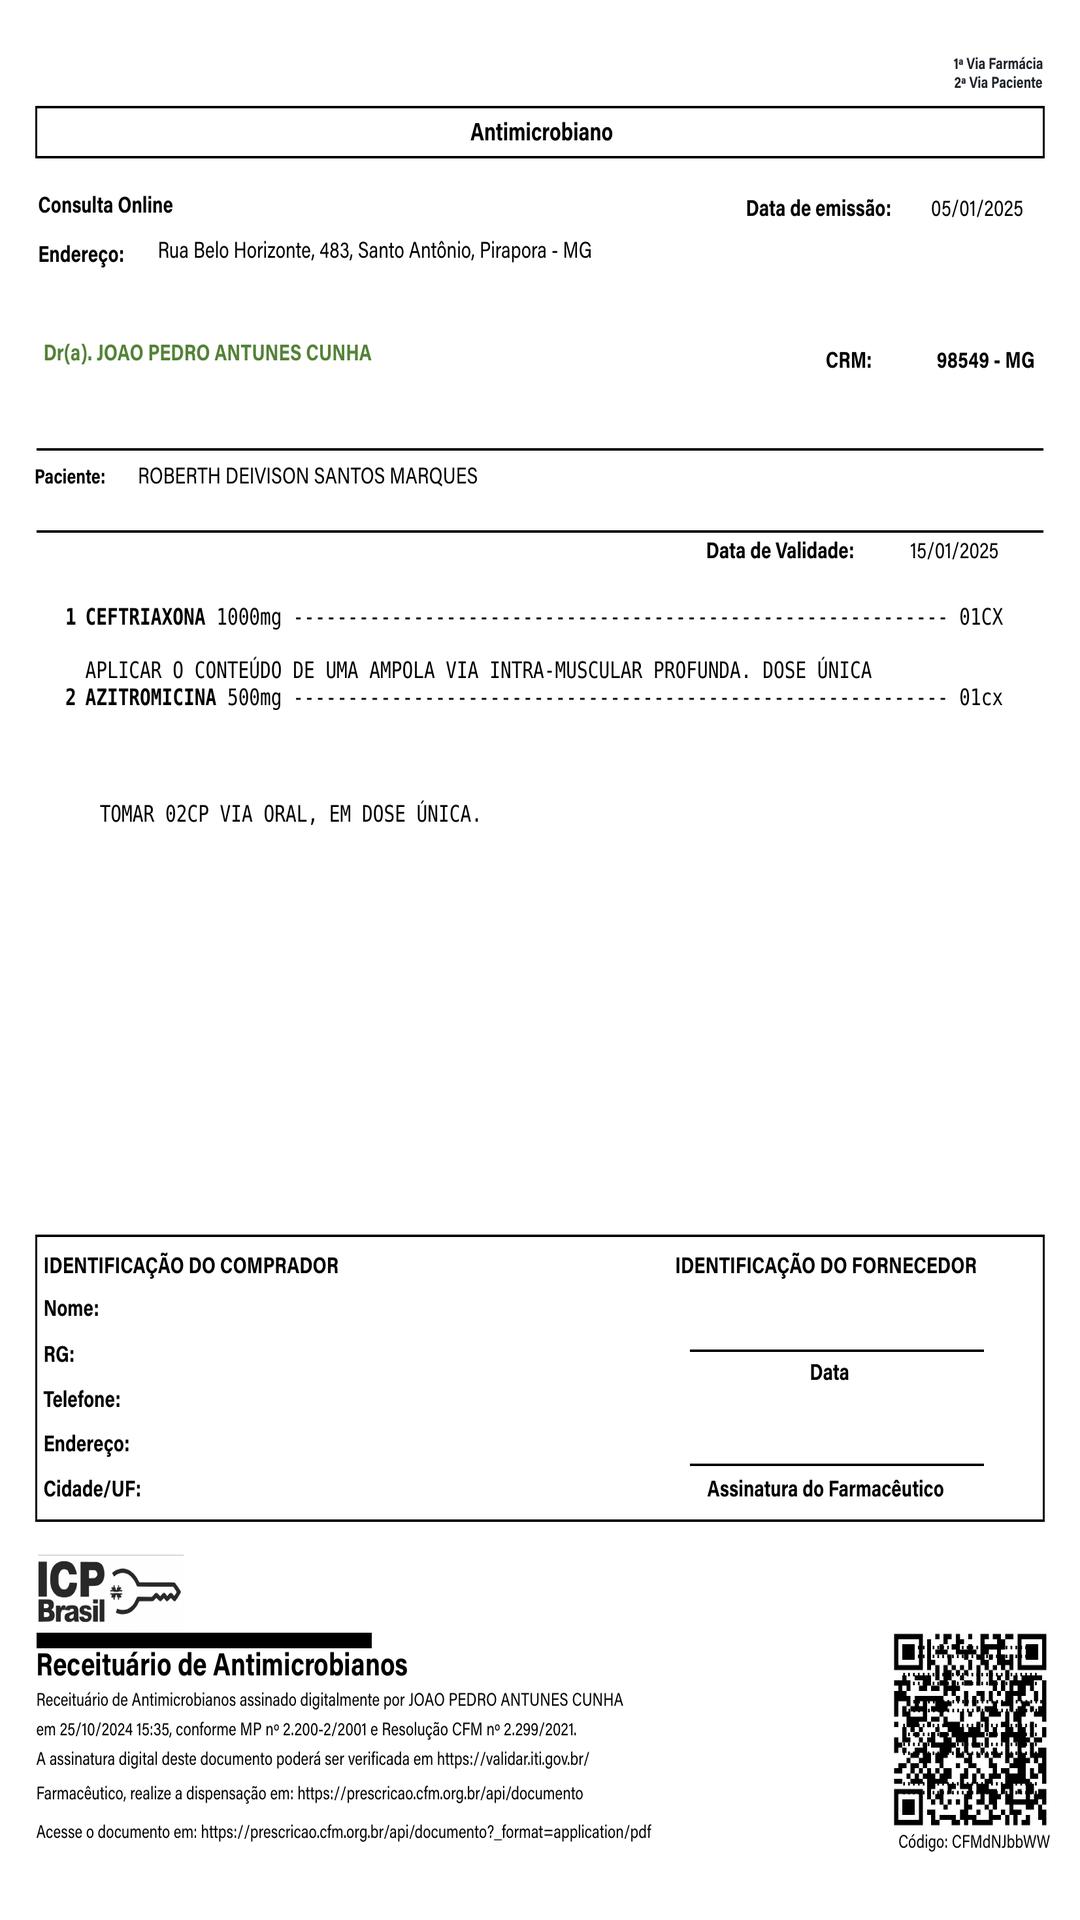 1ª Via Farmácia
2ª Via Paciente
Antimicrobiano
Consulta Online
Data de emissão: 05/01/2025
Endereço: Rua Belo Horizonte, 483, Santo Antônio, Pirapora - MG
Dr(a). JOAO PEDRO ANTUNES CUNHA
CRM: 98549 - MG
Paciente: ROBERTH DEIVISON SANTOS MARQUES
Data de Validade: 15/01/2025
1 CEFTRIAXONA 1000mg ------------------------------------------------------------ 01CX
APLICAR O CONTEÚDO DE UMA AMPOLA VIA INTRA-MUSCULAR PROFUNDA. DOSE ÚNICA
2 AZITROMICINA 500mg ------------------------------------------------------------ 01cx
TOMAR 02CP VIA ORAL, EM DOSE ÚNICA.
IDENTIFICAÇÃO DO COMPRADOR
Nome:
RG:
Telefone:
Endereço:
Cidade/UF:
IDENTIFICAÇÃO DO FORNECEDOR
Data
Assinatura do Farmacêutico
ICP
Brasil
Receituário de Antimicrobianos
Receituário de Antimicrobianos assinado digitalmente por JOAO PEDRO ANTUNES CUNHA
em 25/10/2024 15:35, conforme MP nº 2.200-2/2001 e Resolução CFM nº 2.299/2021.
A assinatura digital deste documento poderá ser verificada em https://validar.iti.gov.br/
Farmacêutico, realize a dispensação em: https://prescricao.cfm.org.br/api/documento
Acesse o documento em: https://prescricao.cfm.org.br/api/documento?_format=application/pdf
Código: CFMdNJbbWW